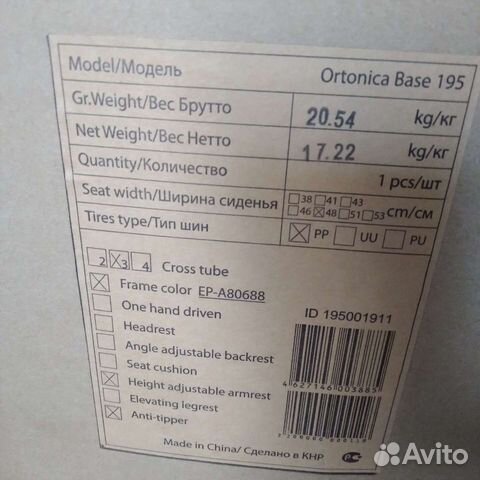 Model/Модель Ortonica Base 195
Gr.Weight/Вес Брутто 20.54 kg/кг
Net Weight/Вес Нетто 17.22 kg/кг
Quantity/Количество 1 pcs/шт
Seat width/Ширина сиденья 38 41 43
46 48 51 53 cm/см
Tires type/Тип шин PP UU PU
2 3 4 Cross tube
Frame color EP-A80688
One hand driven
Headrest
Angle adjustable backrest
Seat cushion
Height adjustable armrest
Elevating legrest
Anti-tipper
ID 195001911
4627146003885
Made in China/ Сделано в КНР
Avito